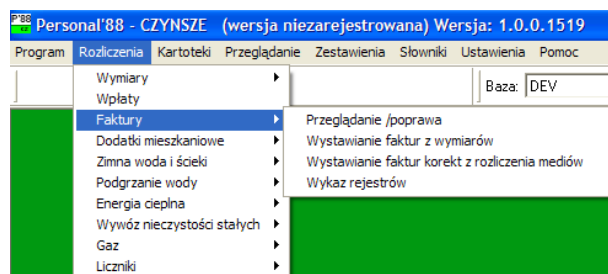 P'88 Personal'88 - CZYNSZE (wersja niezarejestrowana) Wersja: 1.0.0.1519
Program Rozliczenia Kartoteki Przeglądanie Zestawienia Słowniki Ustawienia Pomoc
Baza: DEV
Wymiary
Wpłaty
Faktury
Dodatki mieszkaniowe
Zimna woda i ścieki
Podgrzanie wody
Energia cieplna
Wywóz nieczystości stałych
Gaz
Liczniki
Przeglądanie /poprawa
Wystawianie faktur z wymiarów
Wystawianie faktur korekt z rozliczenia mediów
Wykaz rejestrów